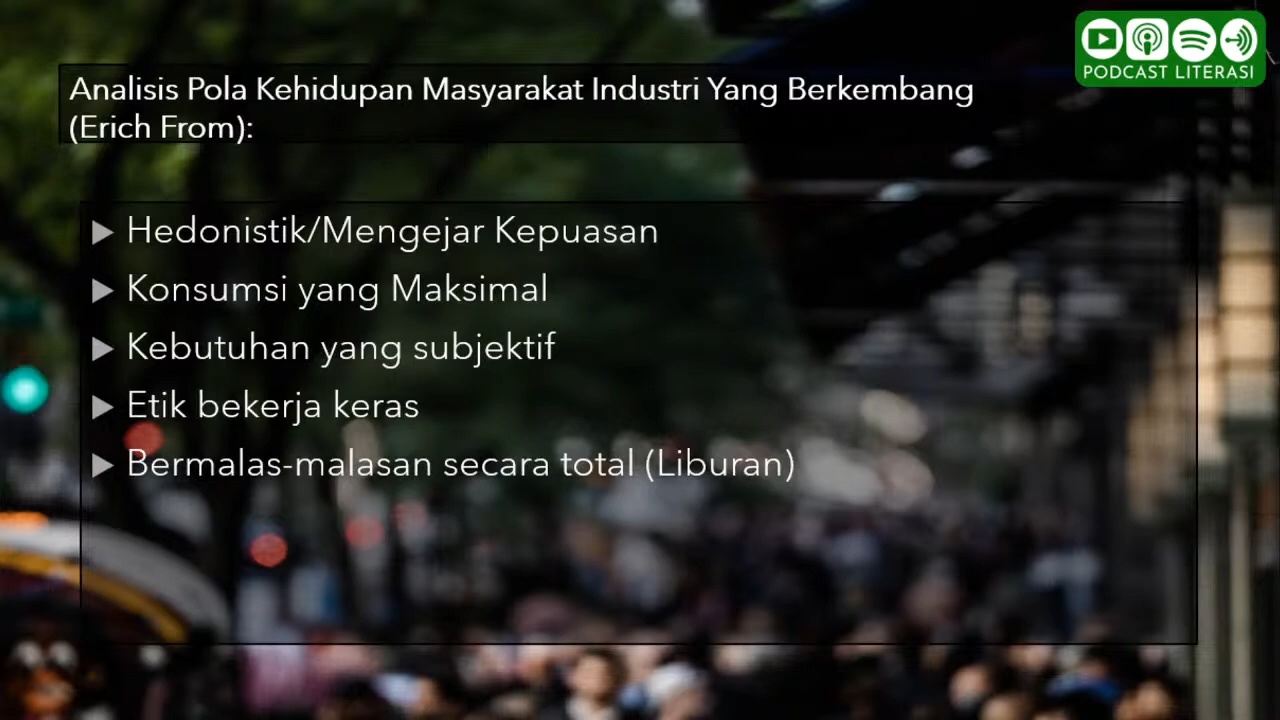 PODCAST LITERASI
Analisis Pola Kehidupan Masyarakat Industri Yang Berkembang
(Erich From):
Hedonistik/Mengejar Kepuasan
Konsumsi yang Maksimal
Kebutuhan yang subjektif
Etik bekerja keras
Bermalas-malasan secara total (Liburan)